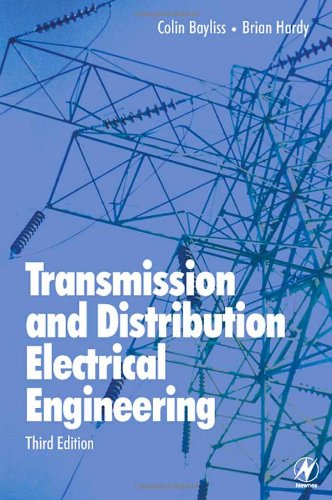 Colin Bayliss • Brian Hardy
Transmission
and Distribution
Electrical
Engineering
Third Edition
Newnes